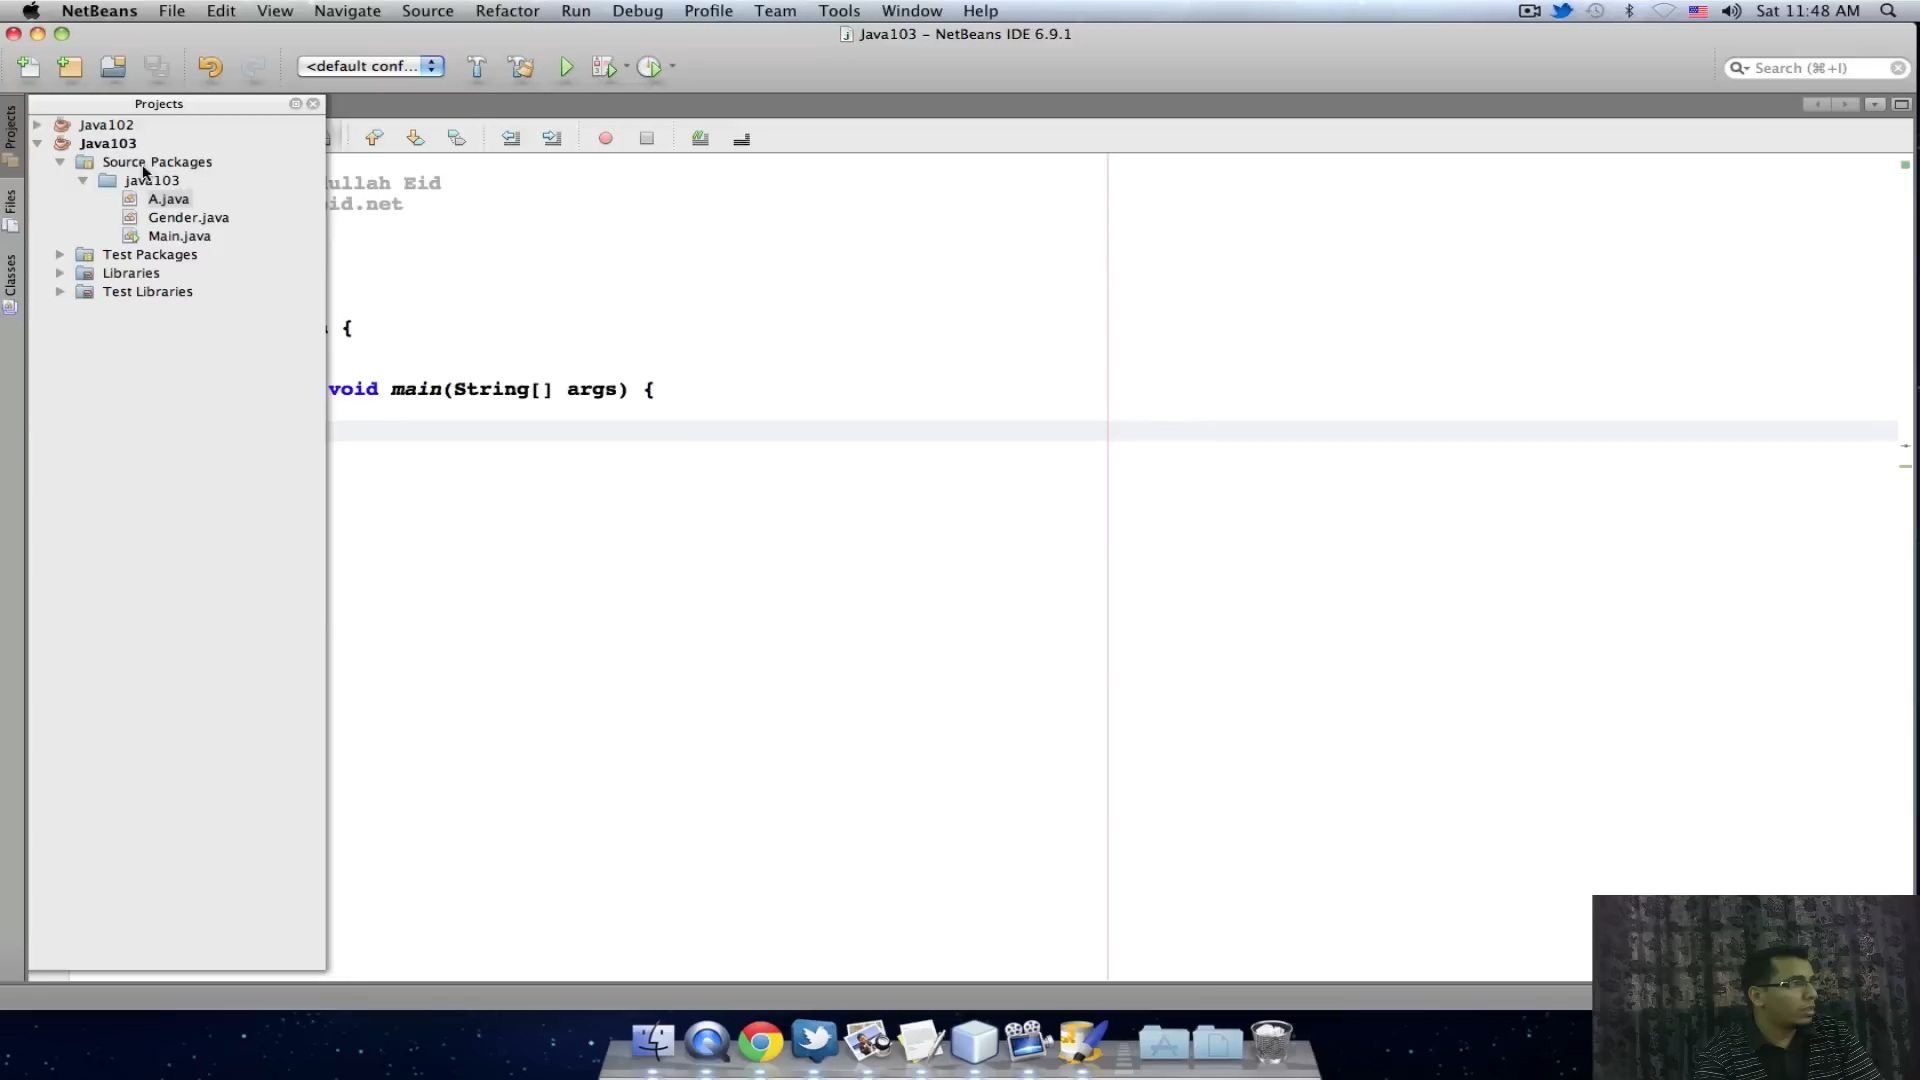 NetBeans File Edit View Navigate Source Refactor Run Debug Profile Team Tools Window Help Sat 11:48 AM
Java103 – NetBeans IDE 6.9.1
<default conf... Search (⌘+I)
Projects
Projects
Files
Classes
Java102
Java103
Source Packages
java103
A.java
Gender.java
Main.java
Test Packages
Libraries
Test Libraries
ullah Eid
id.net
{
void main(String[] args) {